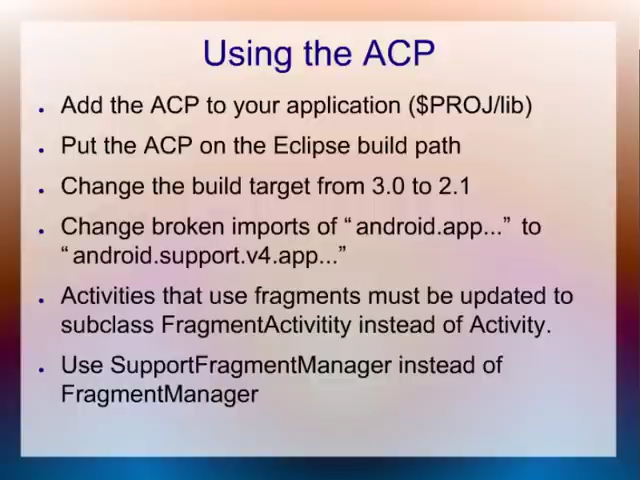 Using the ACP
• Add the ACP to your application ($PROJ/lib)
• Put the ACP on the Eclipse build path
• Change the build target from 3.0 to 2.1
• Change broken imports of “ android.app...” to
“ android.support.v4.app...”
• Activities that use fragments must be updated to
subclass FragmentActivitity instead of Activity.
• Use SupportFragmentManager instead of
FragmentManager